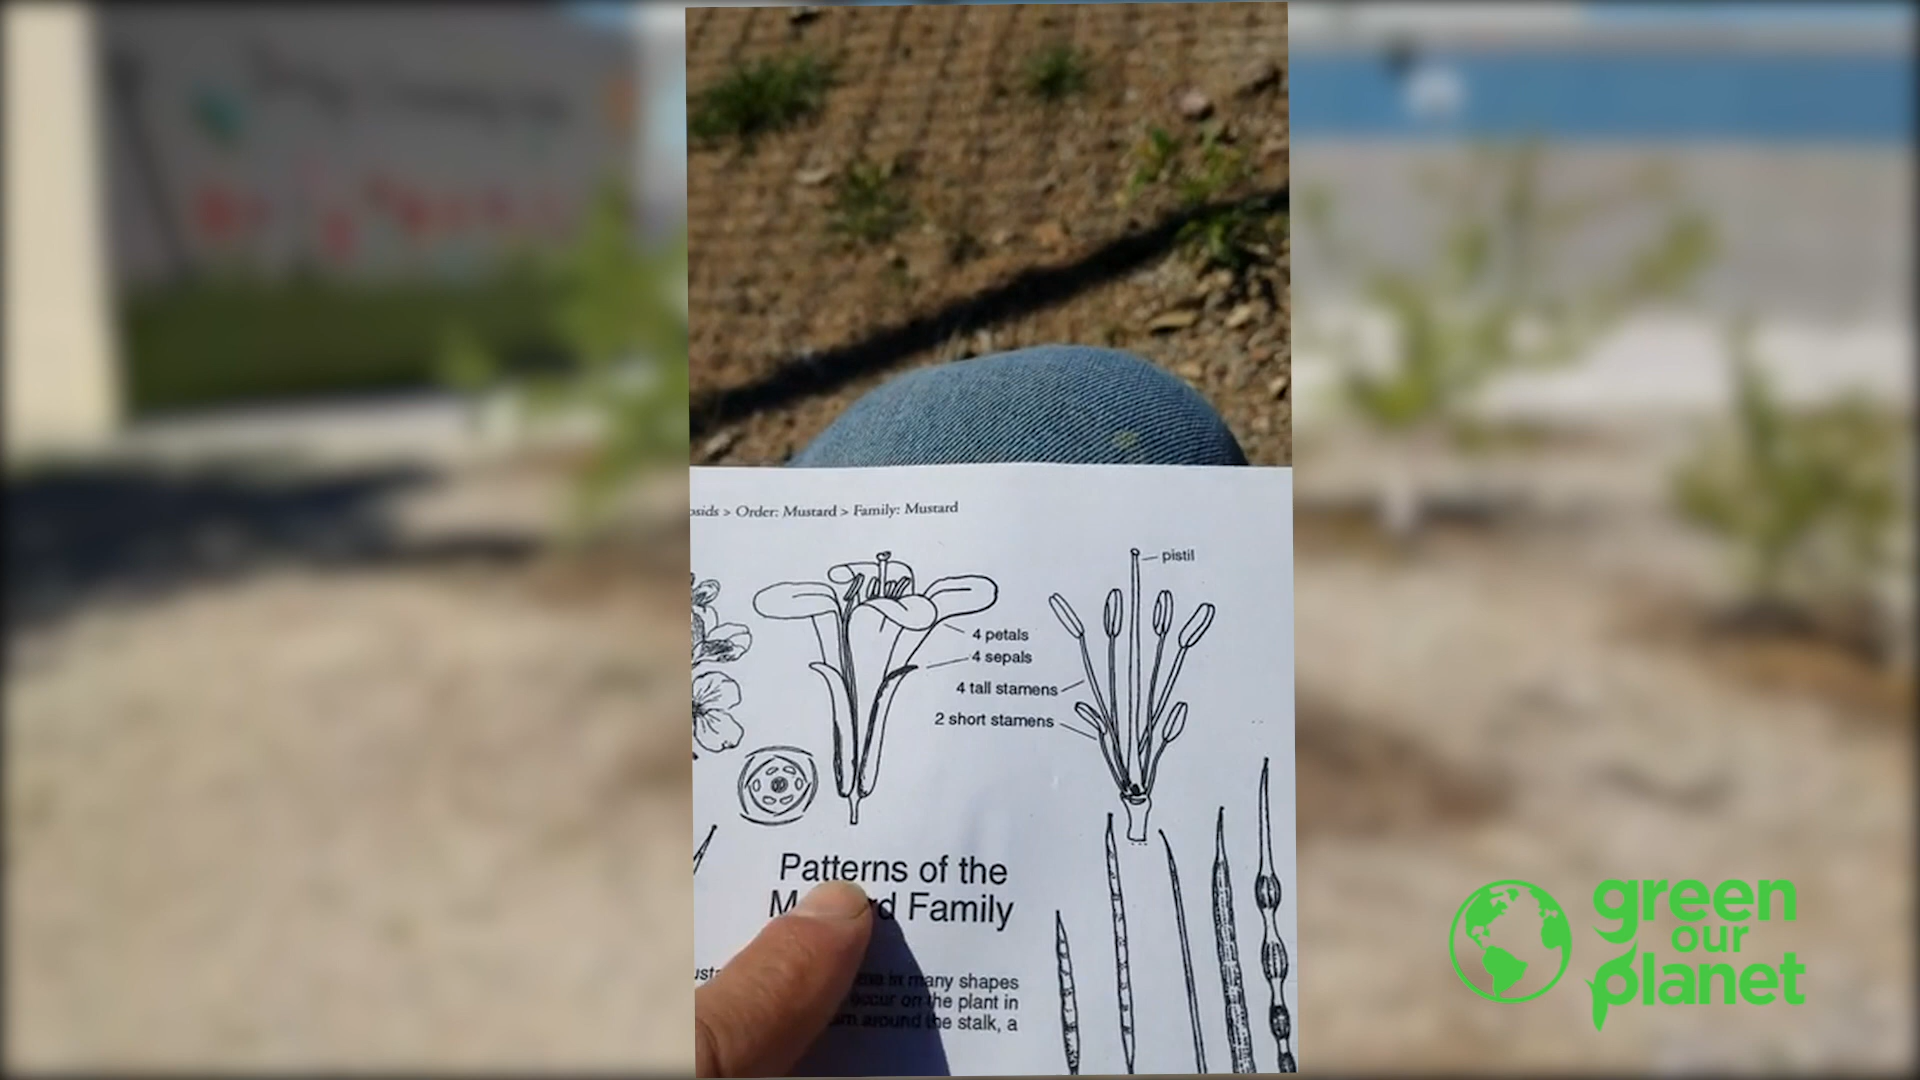 osids > Order: Mustard > Family: Mustard
pistil
4 petals
4 sepals
4 tall stamens
2 short stamens
Patterns of the
Family
many shapes
occur on the plant in
around the stalk, a
green
our
planet